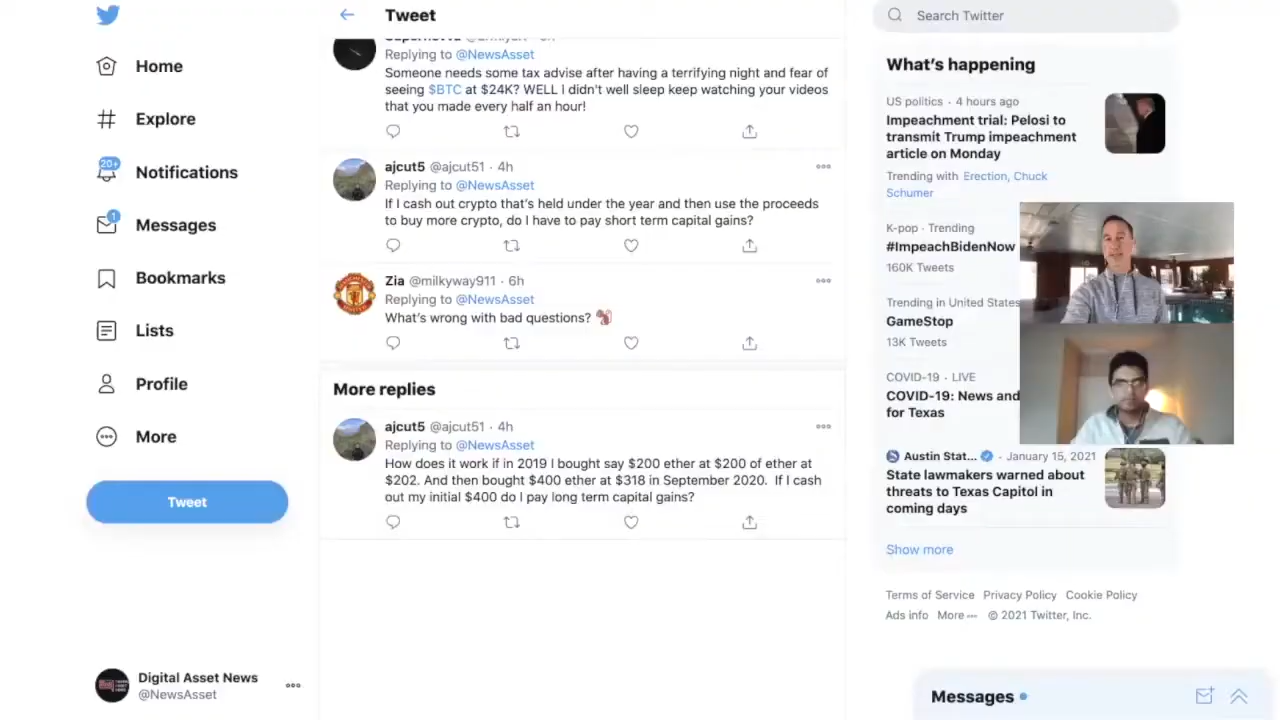 Home
Explore
20+
Notifications
1
Messages
Bookmarks
Lists
Profile
More
Tweet
Digital Asset News
@NewsAsset
Tweet
Replying to @NewsAsset
Someone needs some tax advise after having a terrifying night and fear of
seeing $BTC at $24K? WELL I didn't well sleep keep watching your videos
that you made every half an hour!
ajcut5 @ajcut51 · 4h
Replying to @NewsAsset
If I cash out crypto that's held under the year and then use the proceeds
to buy more crypto, do I have to pay short term capital gains?
Zia @milkyway911 · 6h
Replying to @NewsAsset
What's wrong with bad questions?
More replies
ajcut5 @ajcut51 · 4h
Replying to @NewsAsset
How does it work if in 2019 I bought say $200 ether at $200 of ether at
$202. And then bought $400 ether at $318 in September 2020. If I cash
out my initial $400 do I pay long term capital gains?
Search Twitter
What's happening
US politics · 4 hours ago
Impeachment trial: Pelosi to
transmit Trump impeachment
article on Monday
Trending with Erection, Chuck
Schumer
K-pop · Trending
#ImpeachBidenNow
160K Tweets
Trending in United States
GameStop
13K Tweets
COVID-19 · LIVE
COVID-19: News and
for Texas
Austin Stat... · January 15, 2021
State lawmakers warned about
threats to Texas Capitol in
coming days
Show more
Terms of Service Privacy Policy Cookie Policy
Ads info More ··· © 2021 Twitter, Inc.
Messages